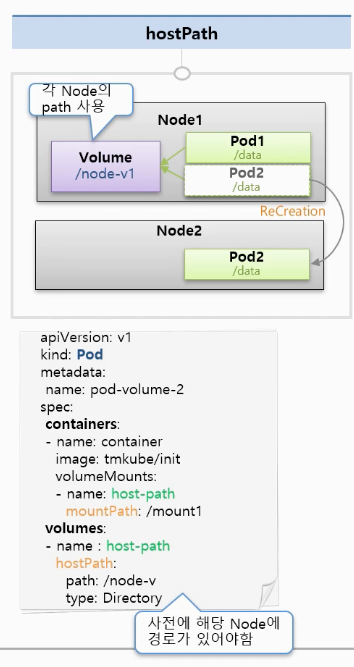 hostPath
각 Node의
path 사용
Node1
Volume
/node-v1
Pod1
/data
Pod2
/data
ReCreation
Node2
Pod2
/data
apiVersion: v1
kind: Pod
metadata:
name: pod-volume-2
spec:
containers:
- name: container
image: tmkube/init
volumeMounts:
- name: host-path
mountPath: /mount1
volumes:
- name : host-path
hostPath:
path: /node-v
type: Directory
사전에 해당 Node에
경로가 있어야함